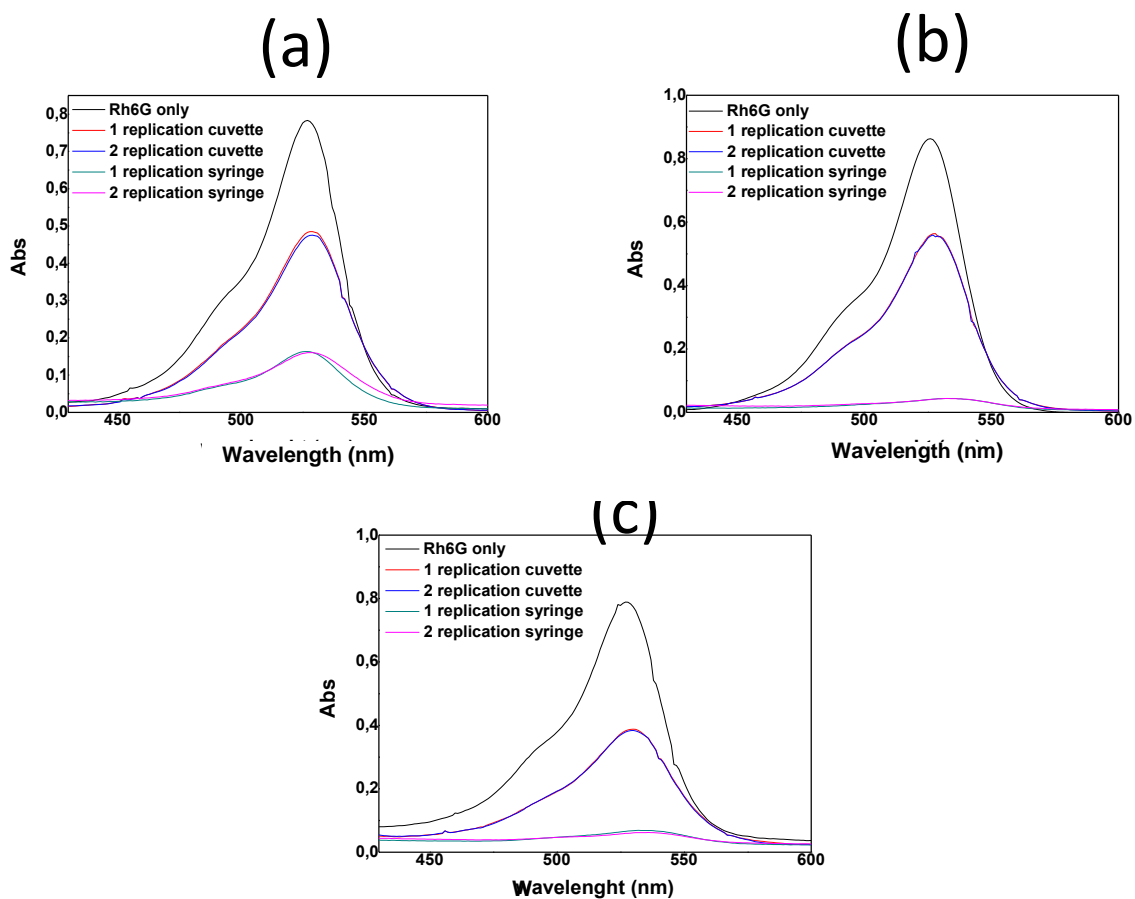 (a)
0,8
0,7
0,6
0,5
0,4
0,3
0,2
0,1
0,0
Abs
Rh6G only
1 replication cuvette
2 replication cuvette
1 replication syringe
2 replication syringe
450 500 550 600
Wavelength (nm)
(b)
1,0
0,8
0,6
0,4
0,2
0,0
Abs
Rh6G only
1 replication cuvette
2 replication cuvette
1 replication syringe
2 replication syringe
450 500 550 600
Wavelength (nm)
(c)
1,0
0,8
0,6
0,4
0,2
0,0
Abs
Rh6G only
1 replication cuvette
2 replication cuvette
1 replication syringe
2 replication syringe
450 500 550 600
Wavelenght (nm)